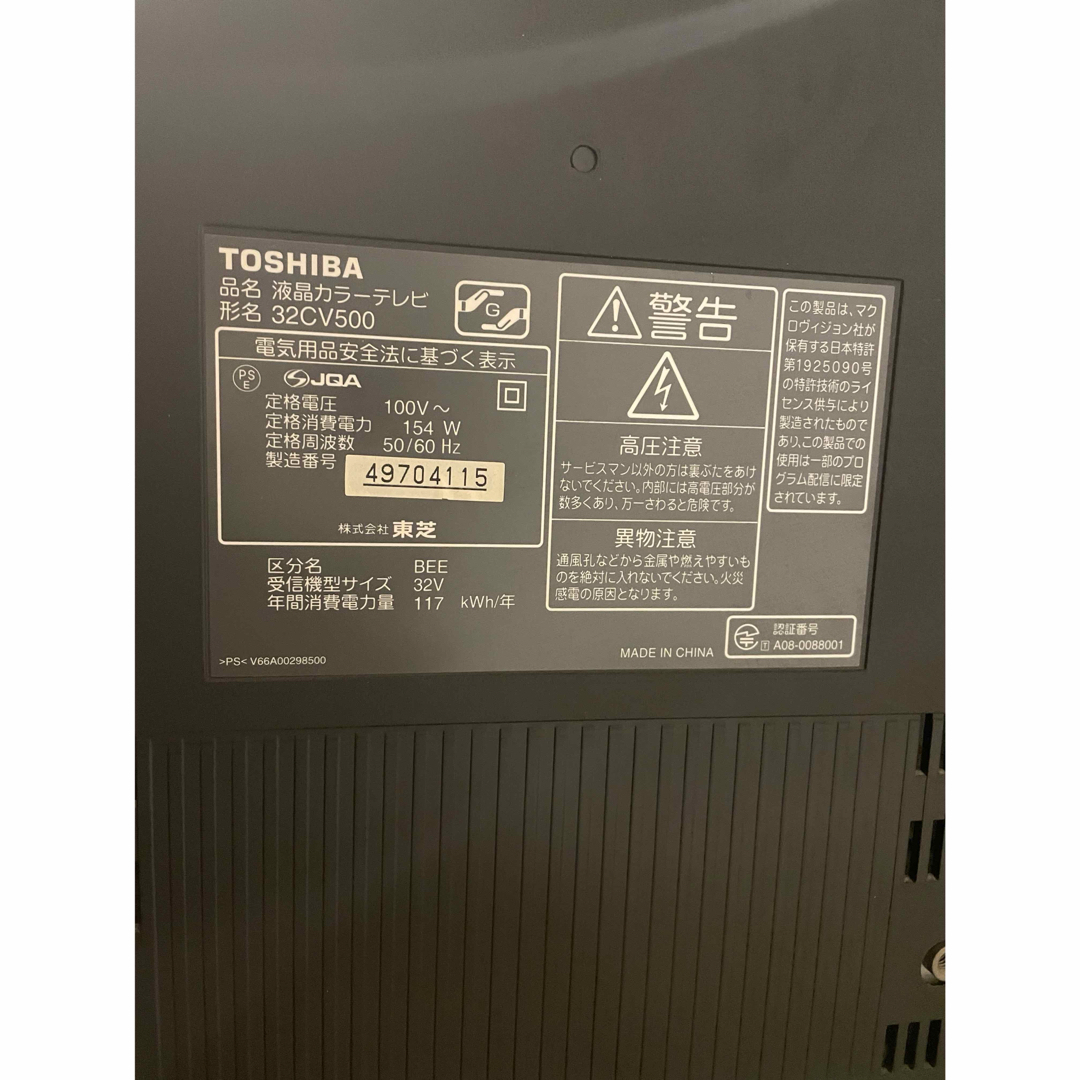 TOSHIBA
品名 液晶カラーテレビ
形名 32CV500
G
電気用品安全法に基づく表示
PS
E
JQA
定格電圧 100V～
定格消費電力 154 W
定格周波数 50/60 Hz
製造番号 49704115
株式会社 東芝
区分名 BEE
受信機型サイズ 32V
年間消費電力量 117 kWh/年
>PS< V66A00298500
警告
高圧注意
サービスマン以外の方は裏ぶたをあけ
ないでください。内部には高電圧部分が
数多くあり、万一さわると危険です。
異物注意
通風孔などから金属や燃えやすいも
のを絶対に入れないでください。火災
感電の原因となります。
この製品は、マク
ロヴィジョン社が
保有する日本特許
第1925090号
の特許技術のライ
センス供与により
製造されたもので
あり、この製品での
使用は一部のプロ
グラム配信に限定
されています。
MADE IN CHINA
認証番号
T A08-0088001